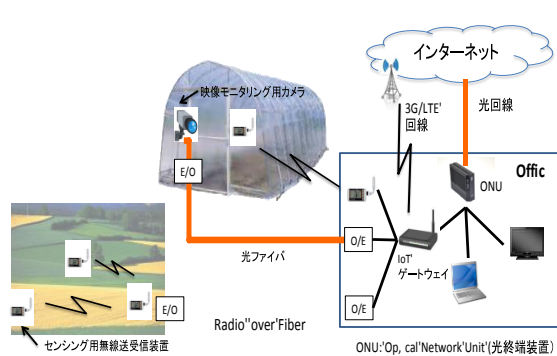 インターネット
映像モニタリング用カメラ
3G/LTE'
回線
光回線
E/O
Offic
ONU
O/E
IoT'
ゲートウェイ
光ファイバ
E/O
O/E
Radio''over'Fiber
センシング用無線送受信装置
ONU:'Op, cal'Network'Unit'(光終端装置)